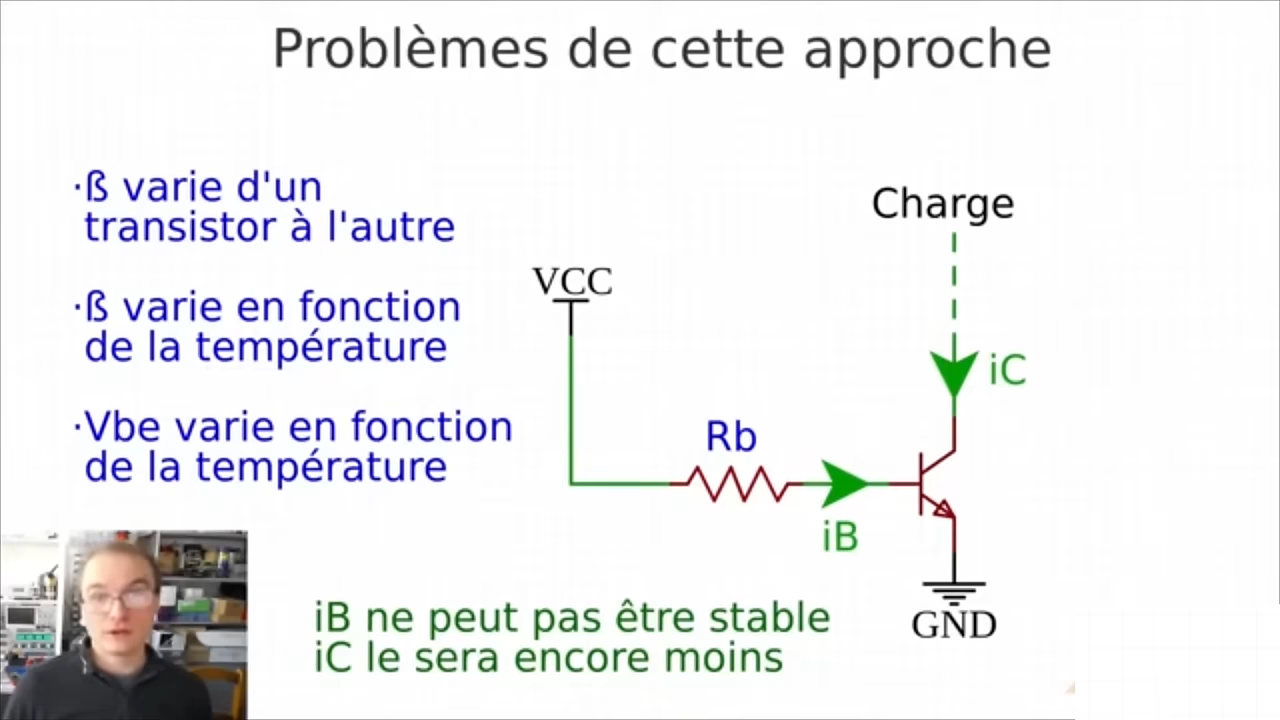 Problèmes de cette approche
·ß varie d'un
transistor à l'autre
·ß varie en fonction
de la température
·Vbe varie en fonction
de la température
Charge
VCC
iC
Rb
iB
GND
iB ne peut pas être stable
iC le sera encore moins